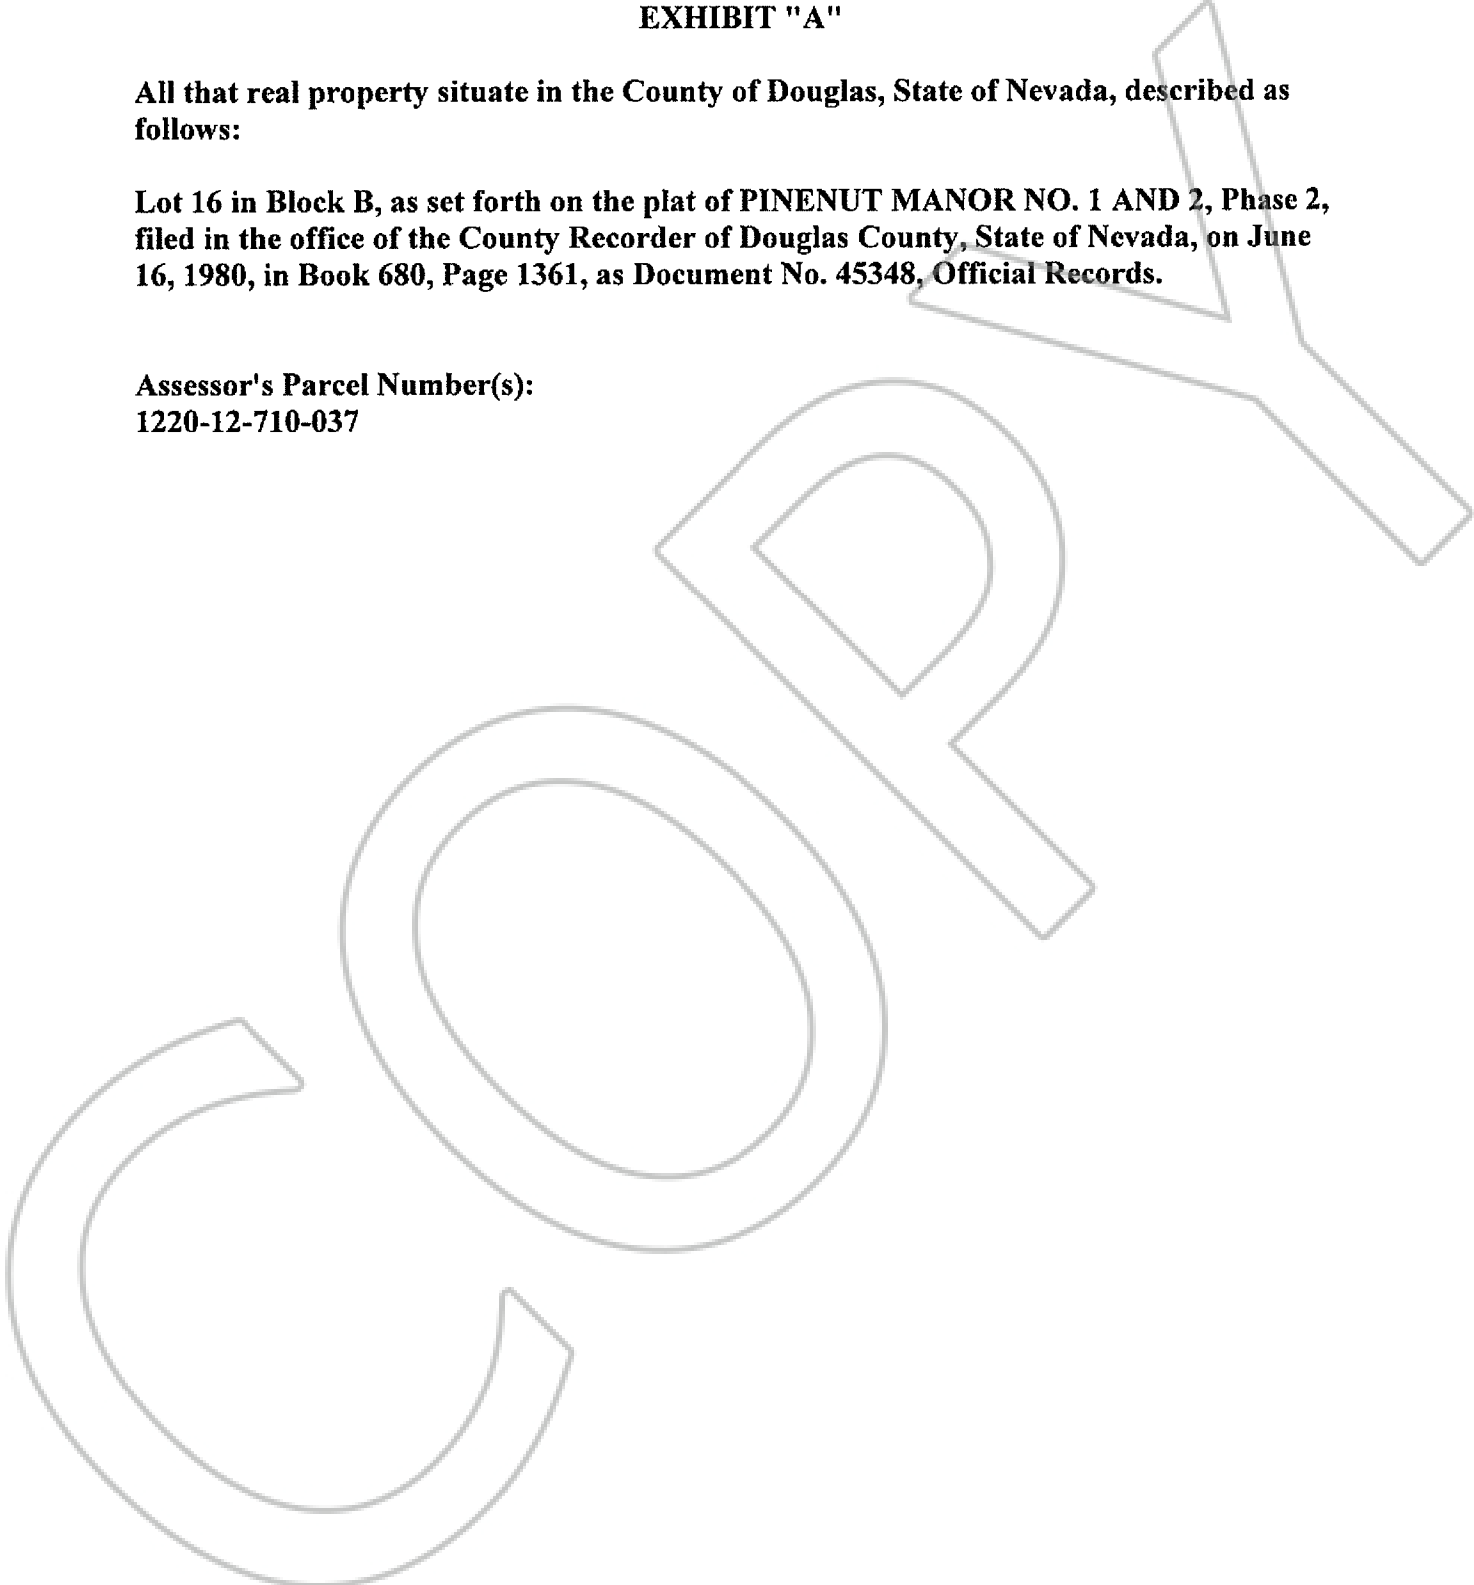 EXHIBIT "A"
All that real property situate in the County of Douglas, State of Nevada, described as
follows:
Lot 16 in Block B, as set forth on the plat of PINENUT MANOR NO. 1 AND 2, Phase 2,
filed in the office of the County Recorder of Douglas County, State of Nevada, on June
16, 1980, in Book 680, Page 1361, as Document No. 45348, Official Records.
Assessor's Parcel Number(s):
1220-12-710-037
COPY